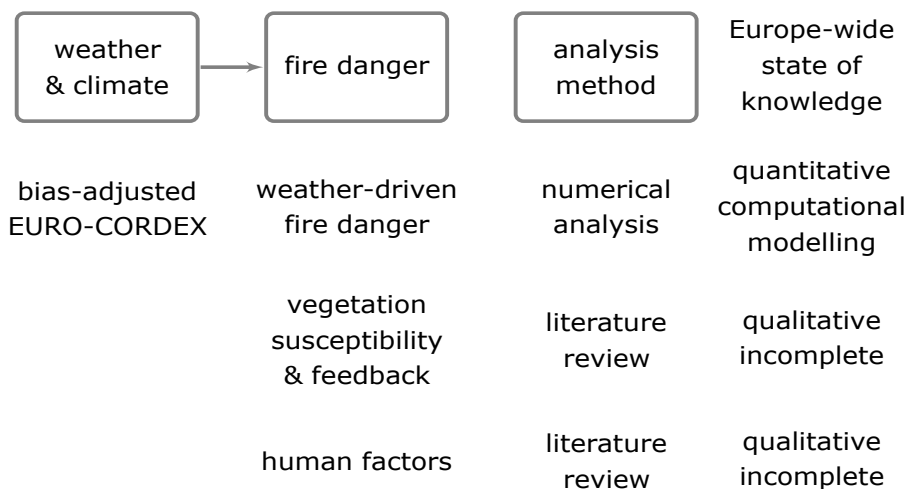 weather
& climate
fire danger
analysis
method
Europe-wide
state of
knowledge
bias-adjusted
EURO-CORDEX
weather-driven
fire danger
numerical
analysis
quantitative
computational
modelling
vegetation
susceptibility
& feedback
literature
review
qualitative
incomplete
human factors
literature
review
qualitative
incomplete